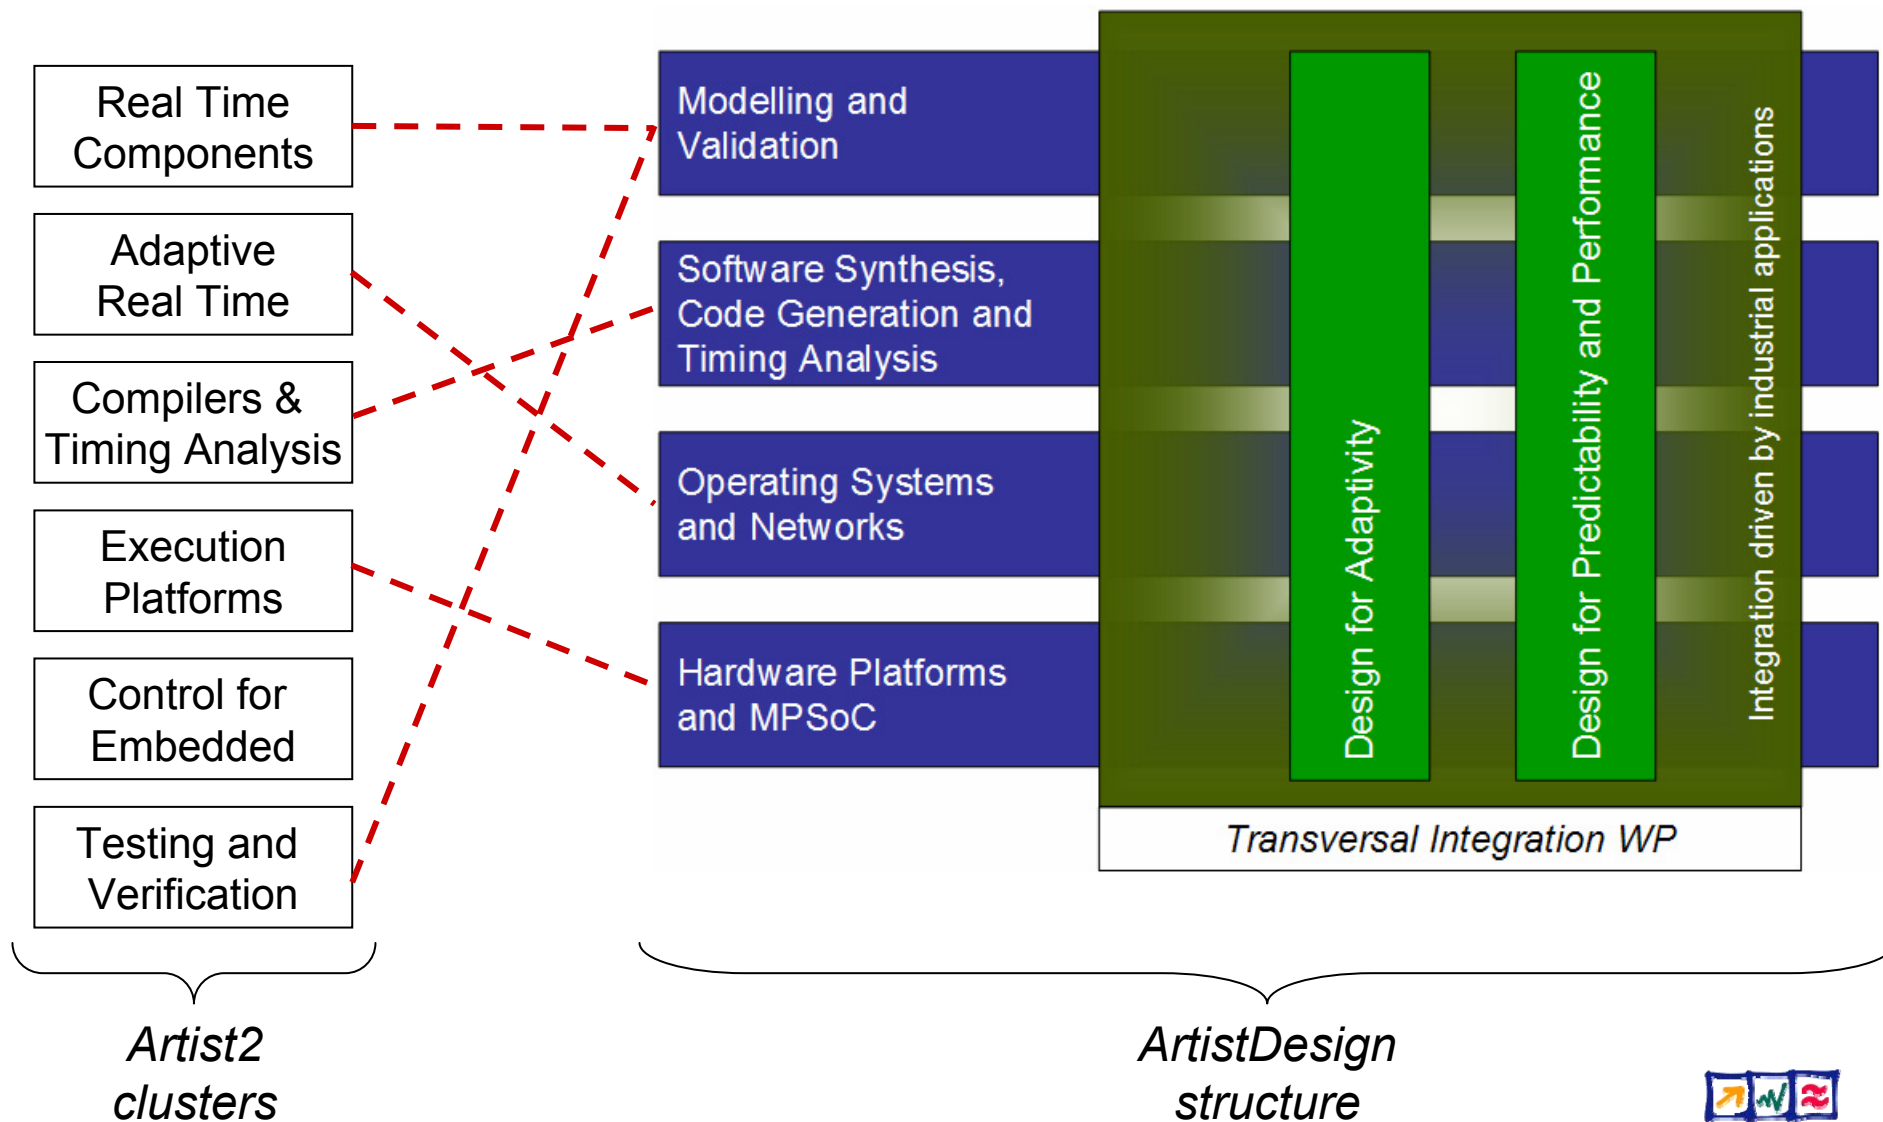 Real Time
Components
Adaptive
Real Time
Compilers &
Timing Analysis
Execution
Platforms
Control for
Embedded
Testing and
Verification
Artist2
clusters
Modelling and
Validation
Software Synthesis,
Code Generation and
Timing Analysis
Operating Systems
and Networks
Hardware Platforms
and MPSoC
Design for Adaptivity
Design for Predictability and Performance
Integration driven by industrial applications
Transversal Integration WP
ArtistDesign
structure